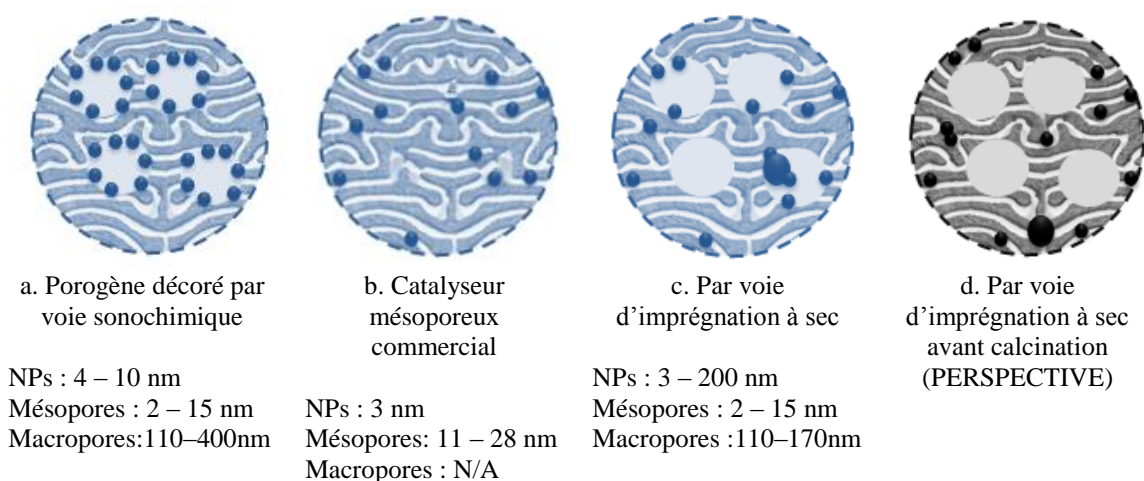 a. Porogène décoré par
voie sonochimique
NPs : 4 – 10 nm
Mésopores : 2 – 15 nm
Macropores:110–400nm
b. Catalyseur
mésoporeux
commercial
NPs : 3 nm
Mésopores: 11 – 28 nm
Macropores : N/A
c. Par voie
d’imprégnation à sec
NPs : 3 – 200 nm
Mésopores : 2 – 15 nm
Macropores :110–170nm
d. Par voie
d’imprégnation à sec
avant calcination
(PERSPECTIVE)